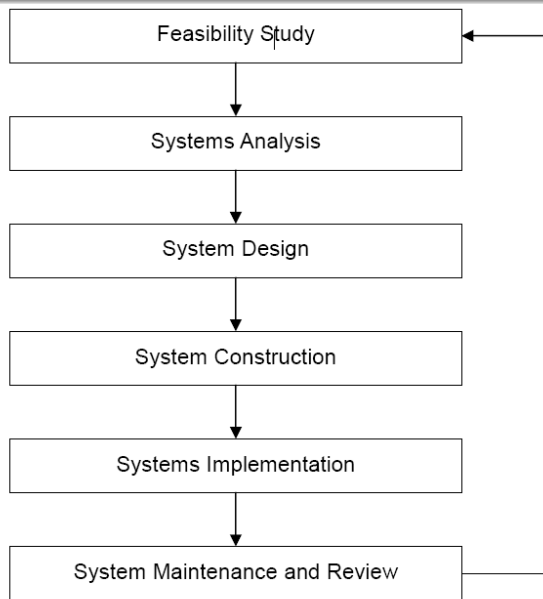 Feasibility Study
Systems Analysis
System Design
System Construction
Systems Implementation
System Maintenance and Review